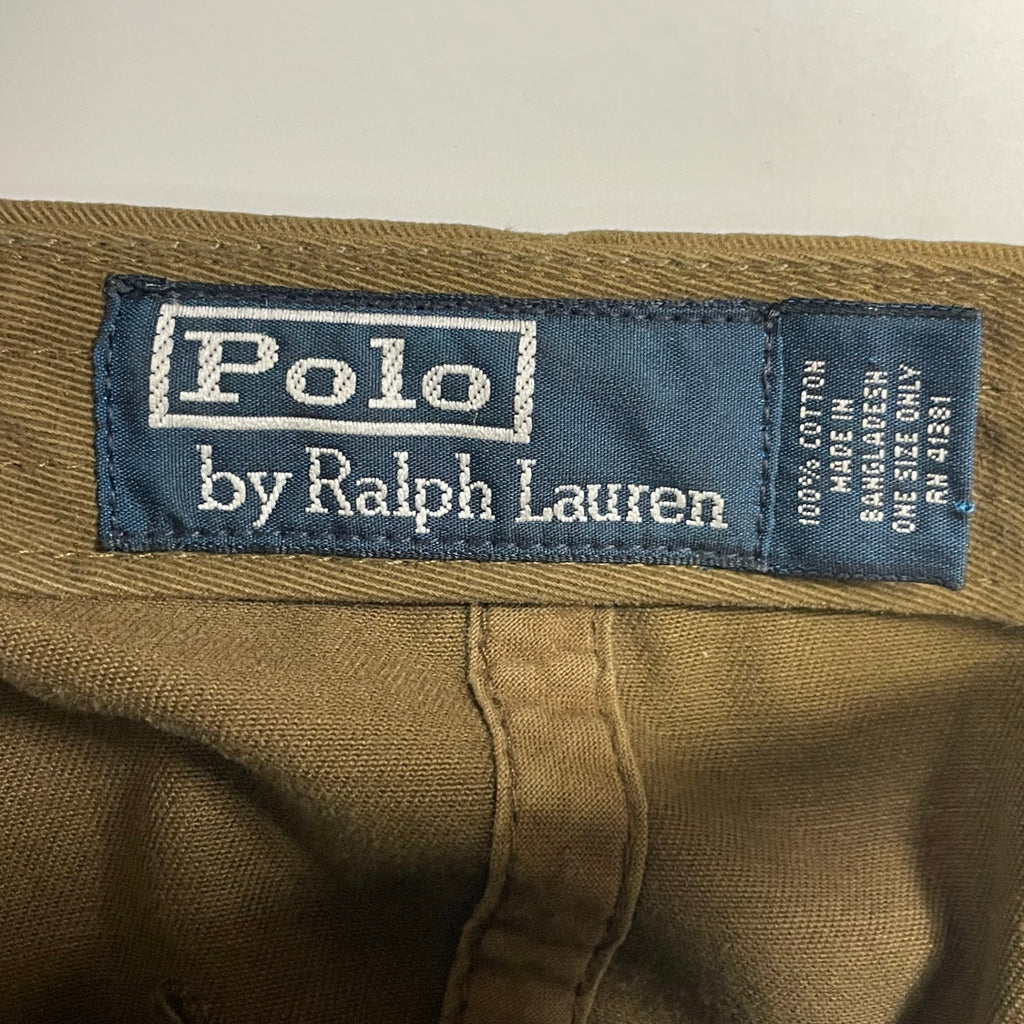 Polo
by Ralph Lauren
100% COTTON
MADE IN
BANGLADESH
ONE SIZE ONLY
RN 41381